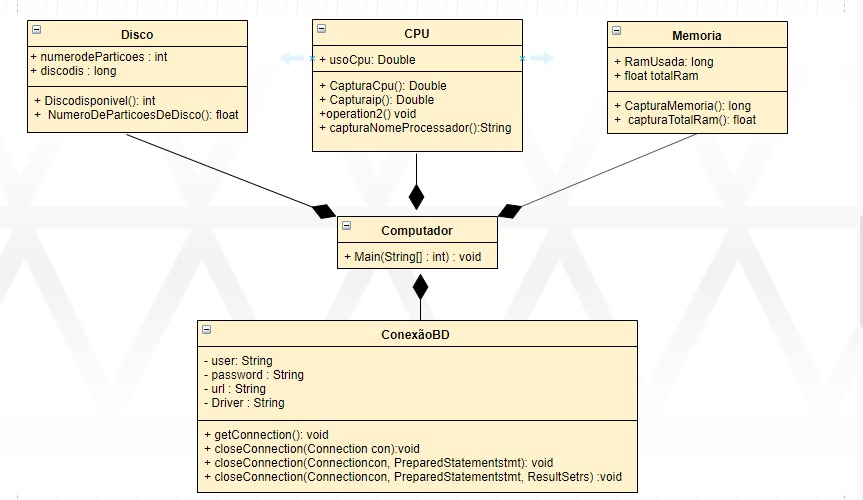 Disco
+ numerodeParticoes : int
+ discodis : long
+ Discodisponivel(): int
+ NumeroDeParticoesDeDisco(): float
CPU
+ usoCpu: Double
+ CapturaCpu(): Double
+ Capturaip(): Double
+operation2() void
+ capturaNomeProcessador():String
Memoria
+ RamUsada: long
+ float totalRam
+ CapturaMemoria(): long
+ capturaTotalRam(): float
Computador
+ Main(String[] : int) : void
ConexãoBD
- user: String
- password : String
- url : String
- Driver : String
+ getConnection(): void
+ closeConnection(Connection con):void
+ closeConnection(Connectioncon, PreparedStatementstmt): void
+ closeConnection(Connectioncon, PreparedStatementstmt, ResultSetrs) :void